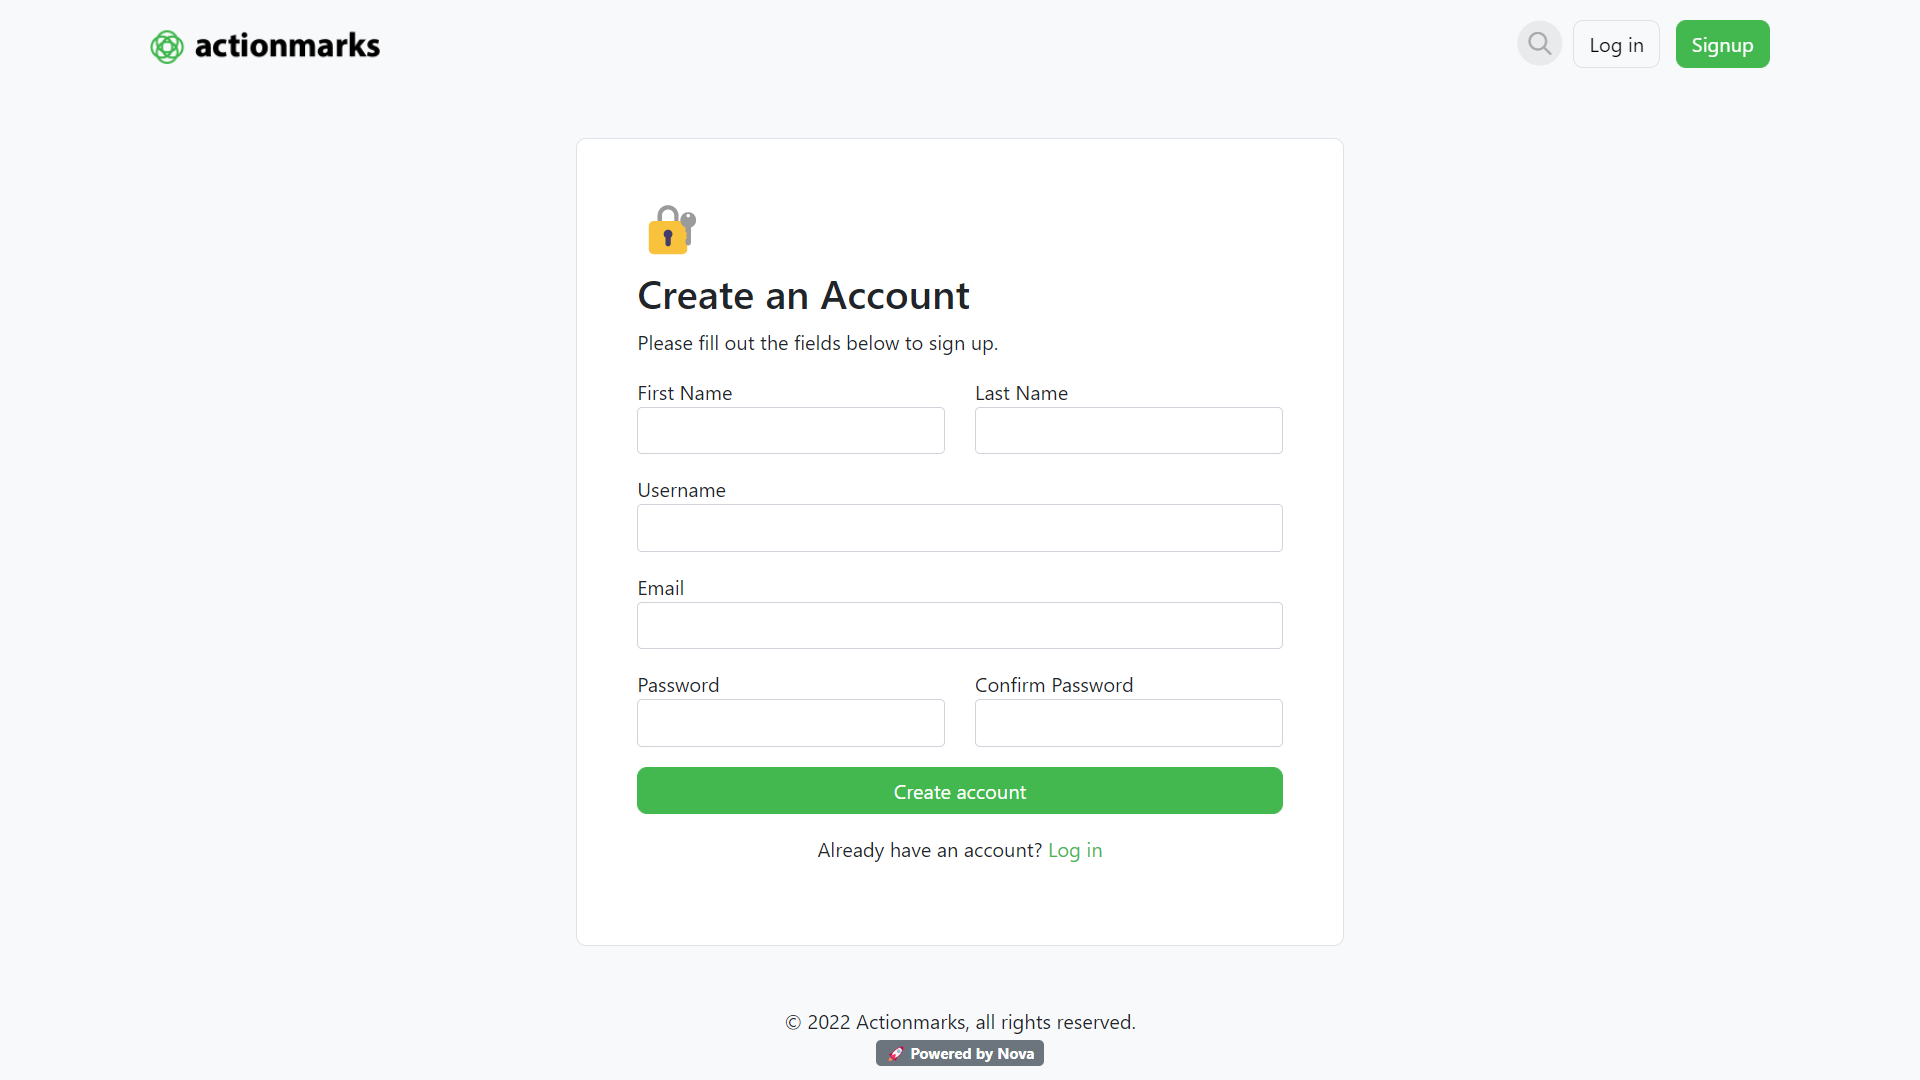 actionmarks
Log in
Signup
Create an Account
Please fill out the fields below to sign up.
First Name
Last Name
Username
Email
Password
Confirm Password
Create account
Already have an account? Log in
© 2022 Actionmarks, all rights reserved.
🚀 Powered by Nova